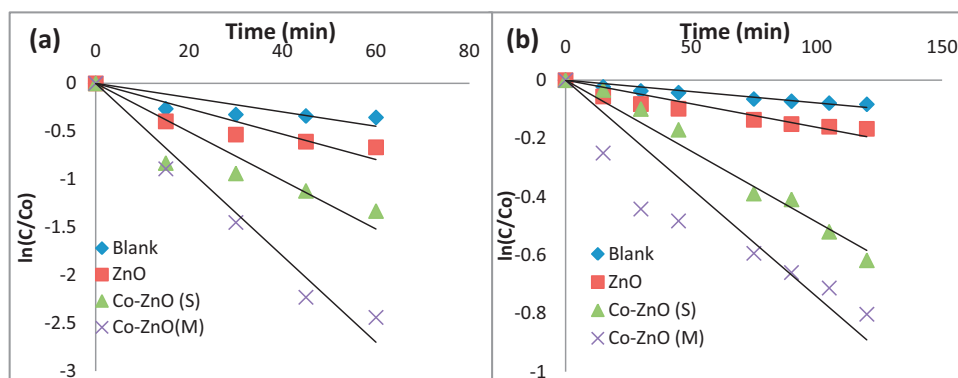 (a)
Time (min)
0 20 40 60 80
0
-0.5
-1
-1.5
-2
-2.5
-3
ln(C/Co)
Blank
ZnO
Co-ZnO (S)
Co-ZnO(M)
(b)
Time (min)
0 50 100 150
0
-0.2
-0.4
-0.6
-0.8
-1
ln(C/Co)
Blank
ZnO
Co-ZnO (S)
Co-ZnO (M)